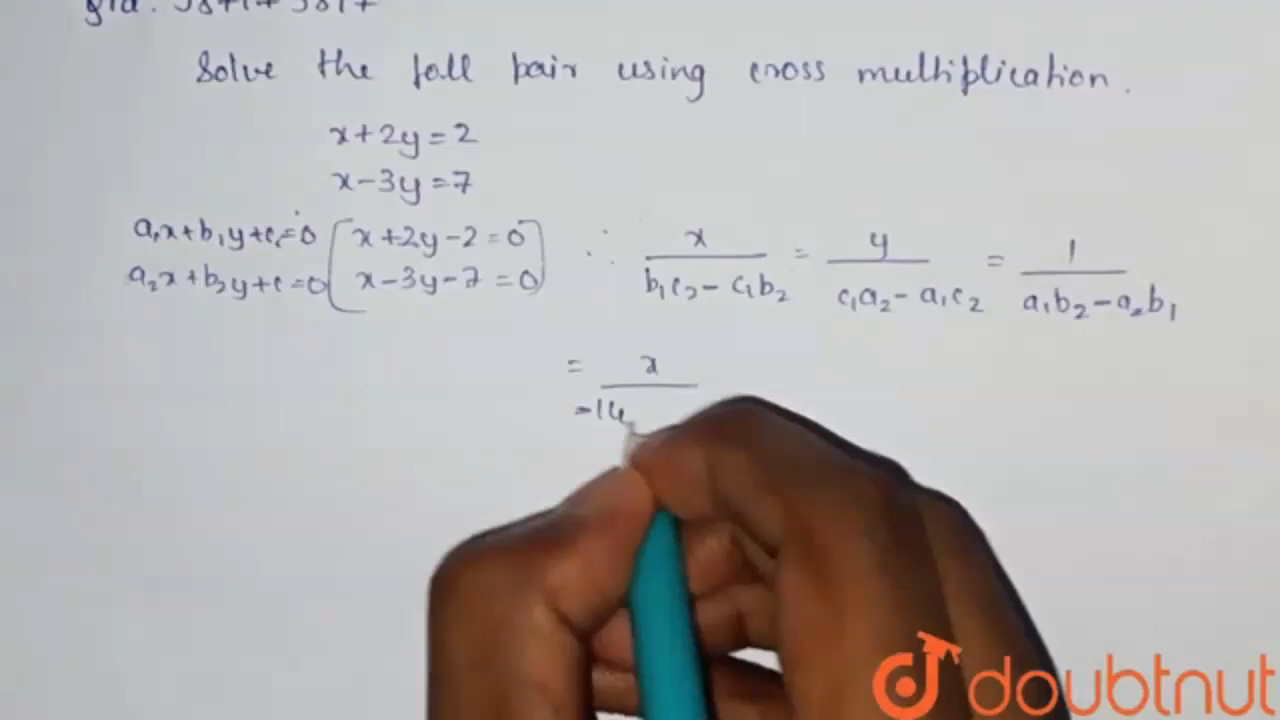 Solve the foll pair using cross multiplication.
x+2y=2
x-3y=7
a₁x+b₁y+c₁=0 x+2y-2=0
a₂x+b₂y+c=0 x-3y-7=0
∴ x/(b₁c₂-c₁b₂) = y/(c₁a₂-a₁c₂) = 1/(a₁b₂-a₂b₁)
= x/-14
doubtnut